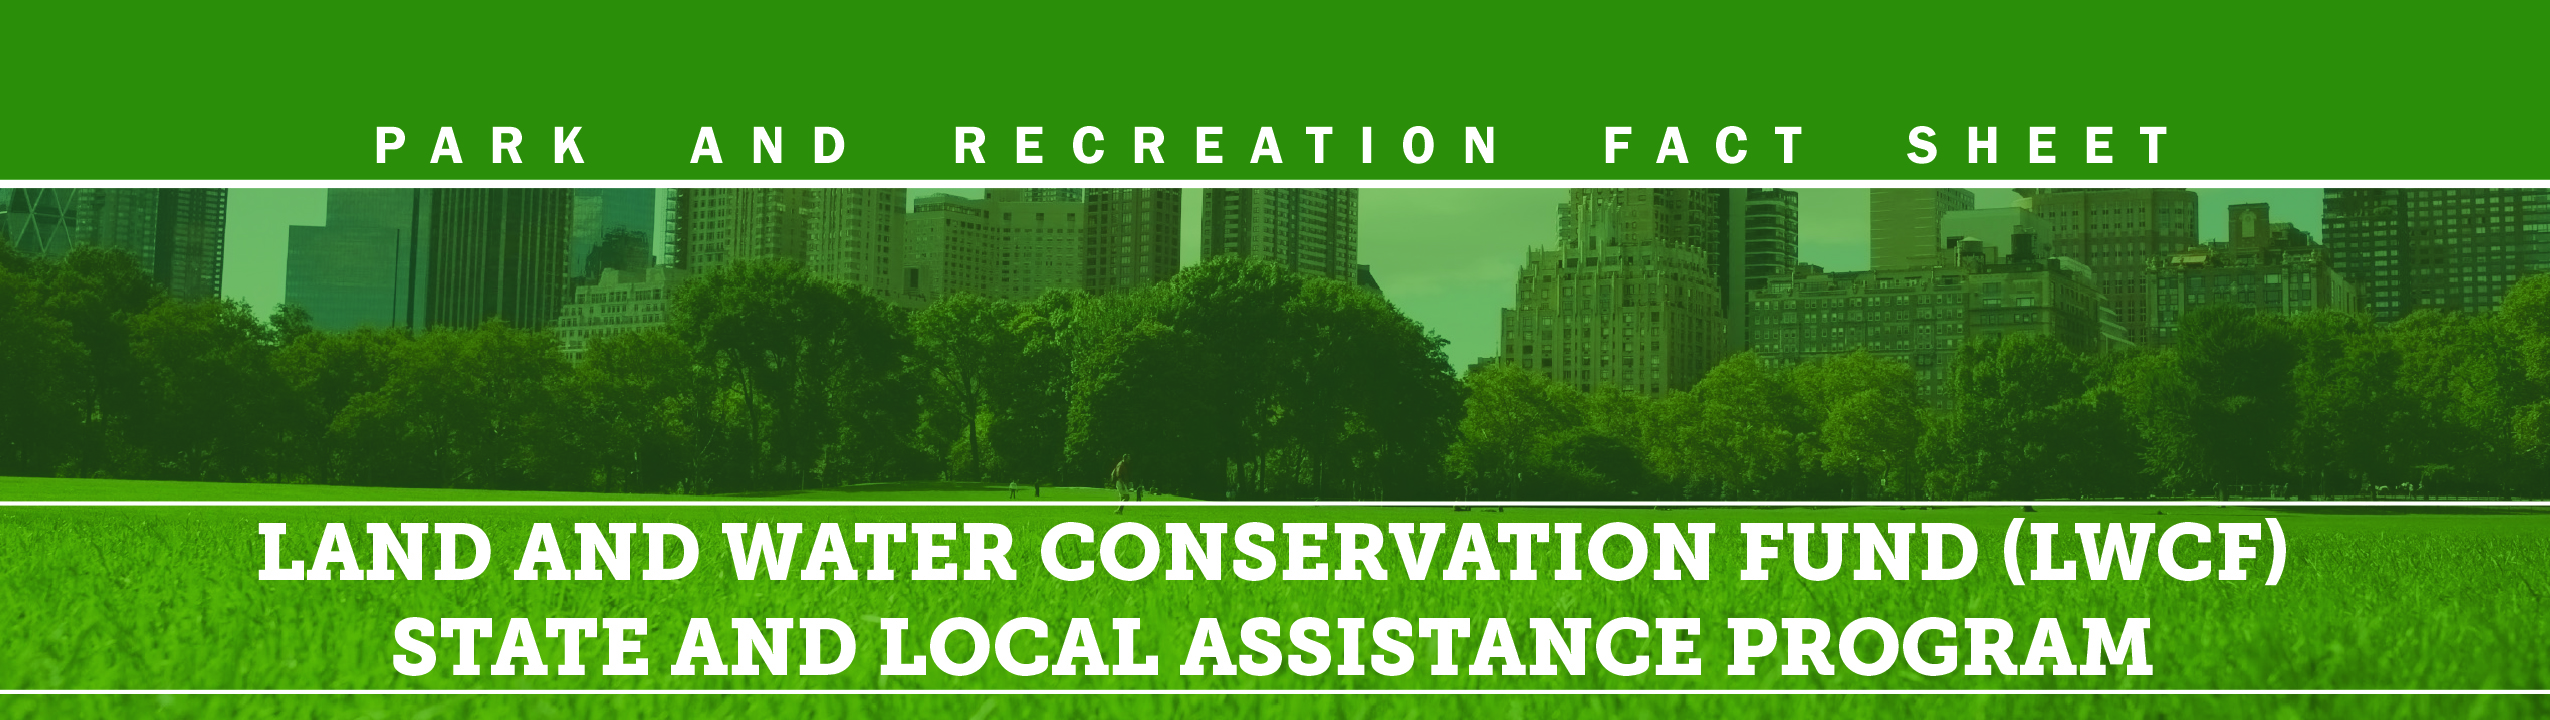 PARK AND RECREATION FACT SHEET
LAND AND WATER CONSERVATION FUND (LWCF)
STATE AND LOCAL ASSISTANCE PROGRAM